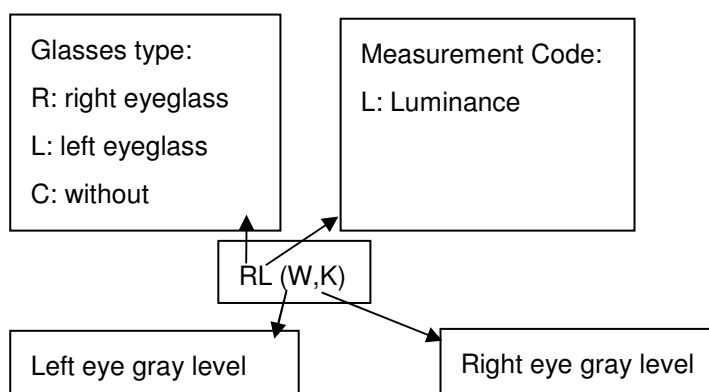 Glasses type:
R: right eyeglass
L: left eyeglass
C: without
Measurement Code:
L: Luminance
RL (W,K)
Left eye gray level
Right eye gray level